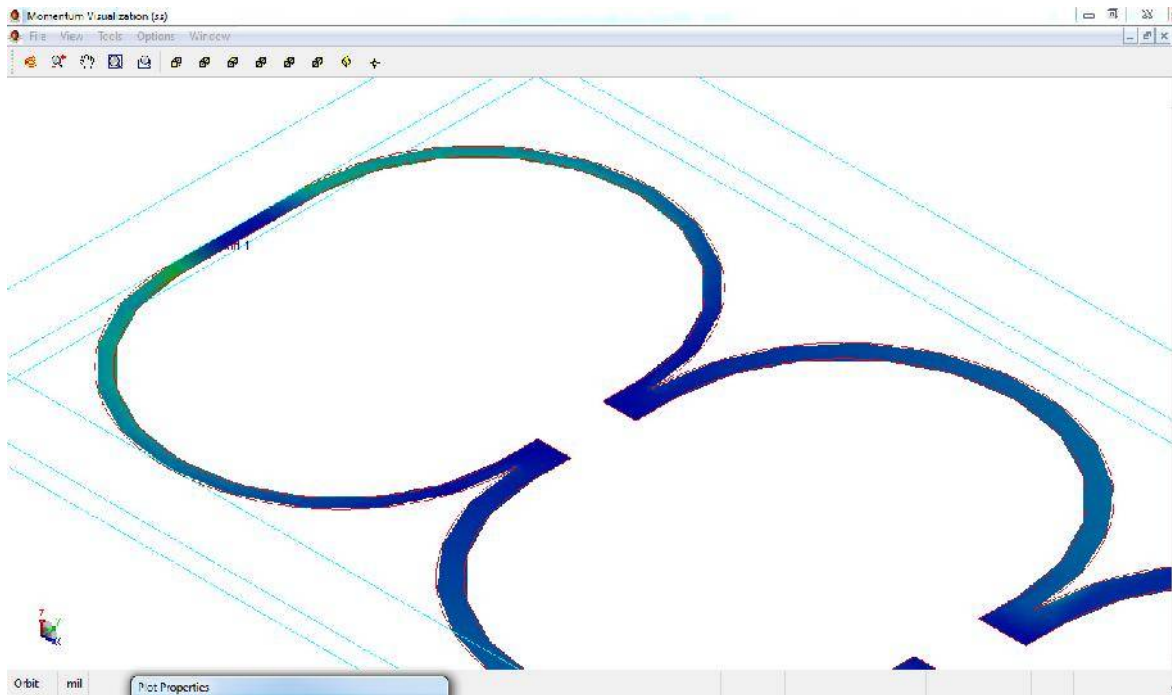 Momentum Visualization (ss)
File View Tools Options Window
Z
Y
X
Orbit mil
Plot Properties